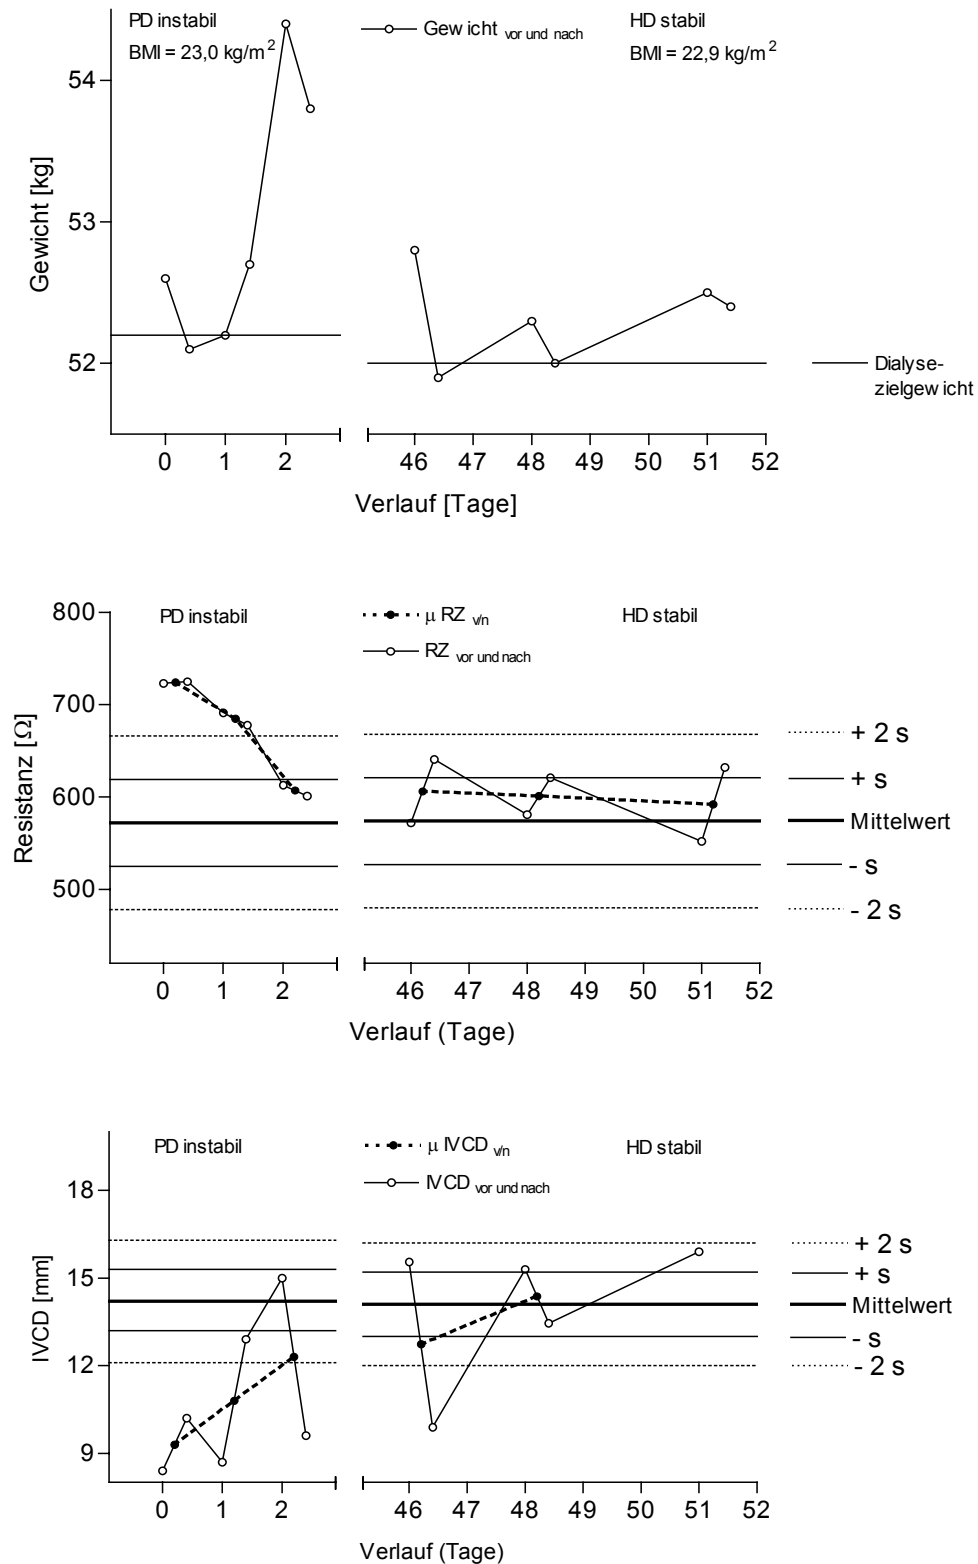 PD instabil
BMI = 23,0 kg/m2
Gewicht vor und nach
HD stabil
BMI = 22,9 kg/m2
54
53
52
Gewicht [kg]
Dialyse-
zielgewicht
0 1 2 46 47 48 49 50 51 52
Verlauf [Tage]
800
700
600
500
Resistanz [Ω]
PD instabil
μ RZ v/n
RZ vor und nach
HD stabil
+ 2 s
+ s
Mittelwert
- s
- 2 s
0 1 2 46 47 48 49 50 51 52
Verlauf (Tage)
18
15
12
9
IVCD [mm]
PD instabil
μ IVCD v/n
IVCD vor und nach
HD stabil
+ 2 s
+ s
Mittelwert
- s
- 2 s
0 1 2 46 47 48 49 50 51 52
Verlauf (Tage)